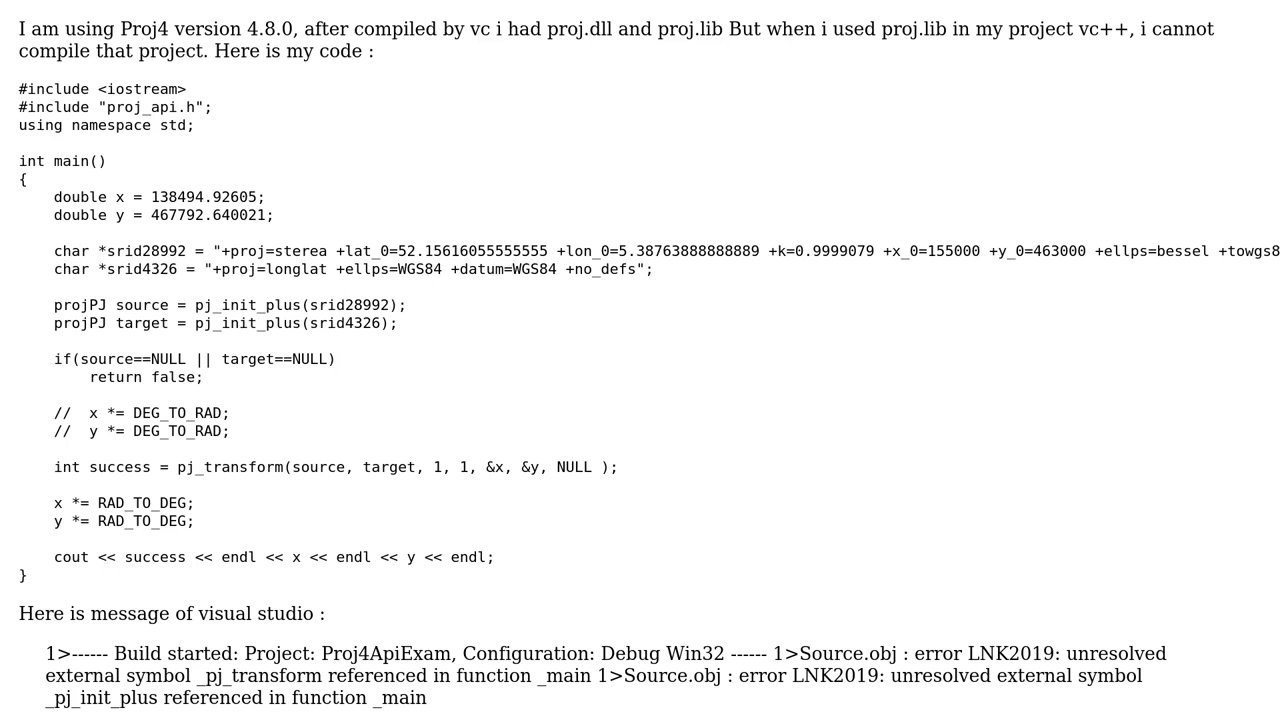 I am using Proj4 version 4.8.0, after compiled by vc i had proj.dll and proj.lib But when i used proj.lib in my project vc++, i cannot
compile that project. Here is my code :
#include <iostream>
#include "proj_api.h";
using namespace std;
int main()
{
    double x = 138494.92605;
    double y = 467792.640021;
    char *srid28992 = "+proj=sterea +lat_0=52.15616055555555 +lon_0=5.38763888888889 +k=0.9999079 +x_0=155000 +y_0=463000 +ellps=bessel +towgs8
    char *srid4326 = "+proj=longlat +ellps=WGS84 +datum=WGS84 +no_defs";
    projPJ source = pj_init_plus(srid28992);
    projPJ target = pj_init_plus(srid4326);
    if(source==NULL || target==NULL)
        return false;
    //  x *= DEG_TO_RAD;
    //  y *= DEG_TO_RAD;
    int success = pj_transform(source, target, 1, 1, &x, &y, NULL );
    x *= RAD_TO_DEG;
    y *= RAD_TO_DEG;
    cout << success << endl << x << endl << y << endl;
}
Here is message of visual studio :
1>------ Build started: Project: Proj4ApiExam, Configuration: Debug Win32 ------ 1>Source.obj : error LNK2019: unresolved
external symbol _pj_transform referenced in function _main 1>Source.obj : error LNK2019: unresolved external symbol
_pj_init_plus referenced in function _main